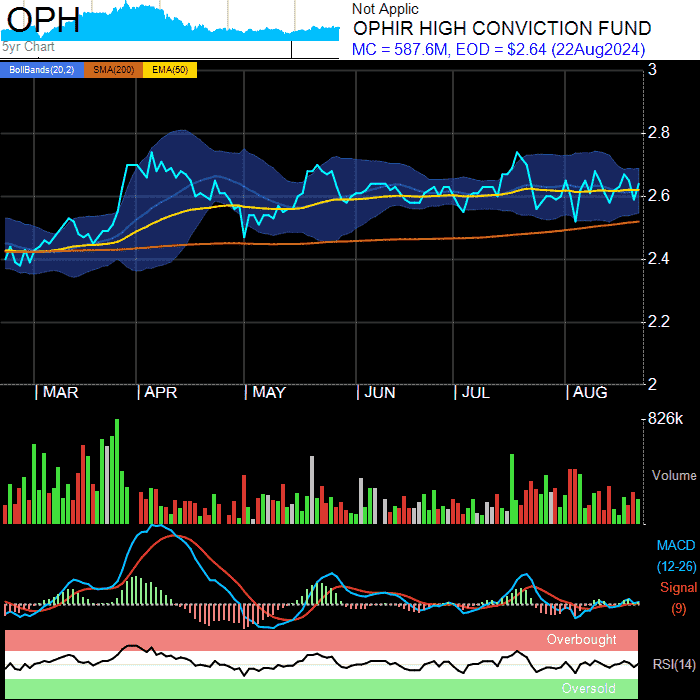 OPH
5yr Chart
Not Applic
OPHIR HIGH CONVICTION FUND
MC = 587.6M, EOD = $2.64 (22Aug2024)
BollBands(20,2) SMA(200) EMA(50)
3
2.8
2.6
2.4
2.2
2
MAR APR MAY JUN JUL AUG
826k
Volume
MACD
(12-26)
Signal
(9)
Overbought
RSI(14)
Oversold